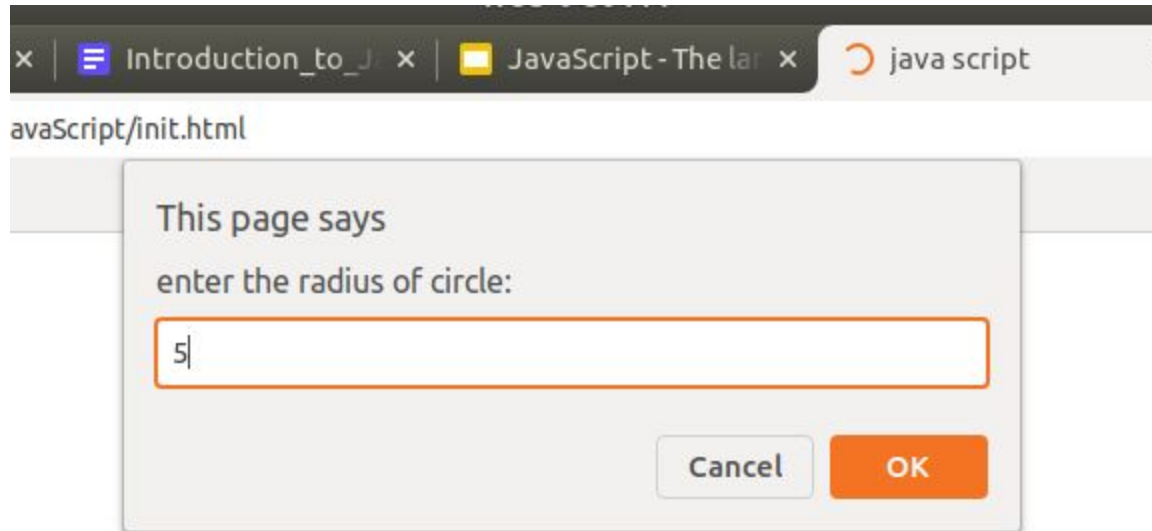 × Introduction_to_J × JavaScript - The lar × java script
avaScript/init.html
This page says
enter the radius of circle:
5
Cancel OK